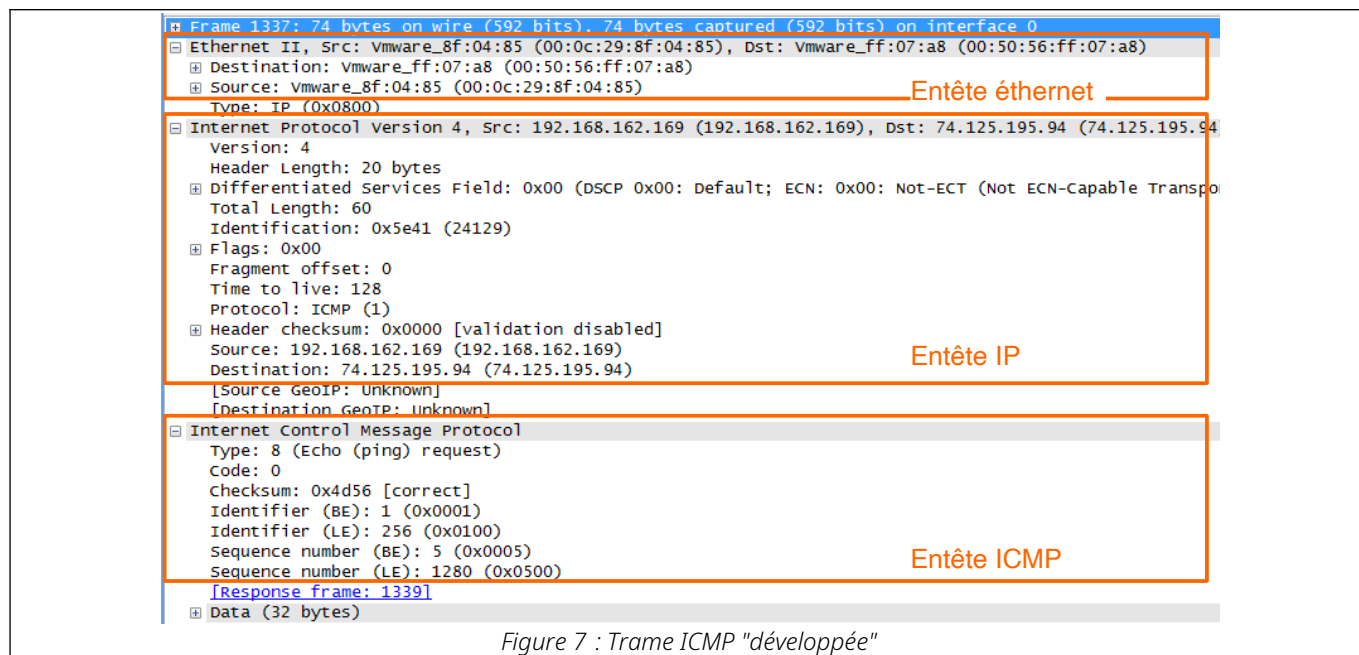 Frame 1337: 74 bytes on wire (592 bits), 74 bytes captured (592 bits) on interface 0
Ethernet II, Src: Vmware_8f:04:85 (00:0c:29:8f:04:85), Dst: Vmware_ff:07:a8 (00:50:56:ff:07:a8)
Destination: Vmware_ff:07:a8 (00:50:56:ff:07:a8)
Source: Vmware_8f:04:85 (00:0c:29:8f:04:85)
Entête éthernet
Type: IP (0x0800)
Internet Protocol Version 4, Src: 192.168.162.169 (192.168.162.169), Dst: 74.125.195.94 (74.125.195.94
Version: 4
Header Length: 20 bytes
Differentiated Services Field: 0x00 (DSCP 0x00: Default; ECN: 0x00: Not-ECT (Not ECN-Capable Transpo
Total Length: 60
Identification: 0x5e41 (24129)
Flags: 0x00
Fragment offset: 0
Time to live: 128
Protocol: ICMP (1)
Header checksum: 0x0000 [validation disabled]
Source: 192.168.162.169 (192.168.162.169)
Entête IP
Destination: 74.125.195.94 (74.125.195.94)
[Source GeoIP: Unknown]
[Destination GeoIP: Unknown]
Internet Control Message Protocol
Type: 8 (Echo (ping) request)
Code: 0
Checksum: 0x4d56 [correct]
Identifier (BE): 1 (0x0001)
Identifier (LE): 256 (0x0100)
Sequence number (BE): 5 (0x0005)
Entête ICMP
Sequence number (LE): 1280 (0x0500)
[Response frame: 1339]
Data (32 bytes)
Figure 7 : Trame ICMP "développée"